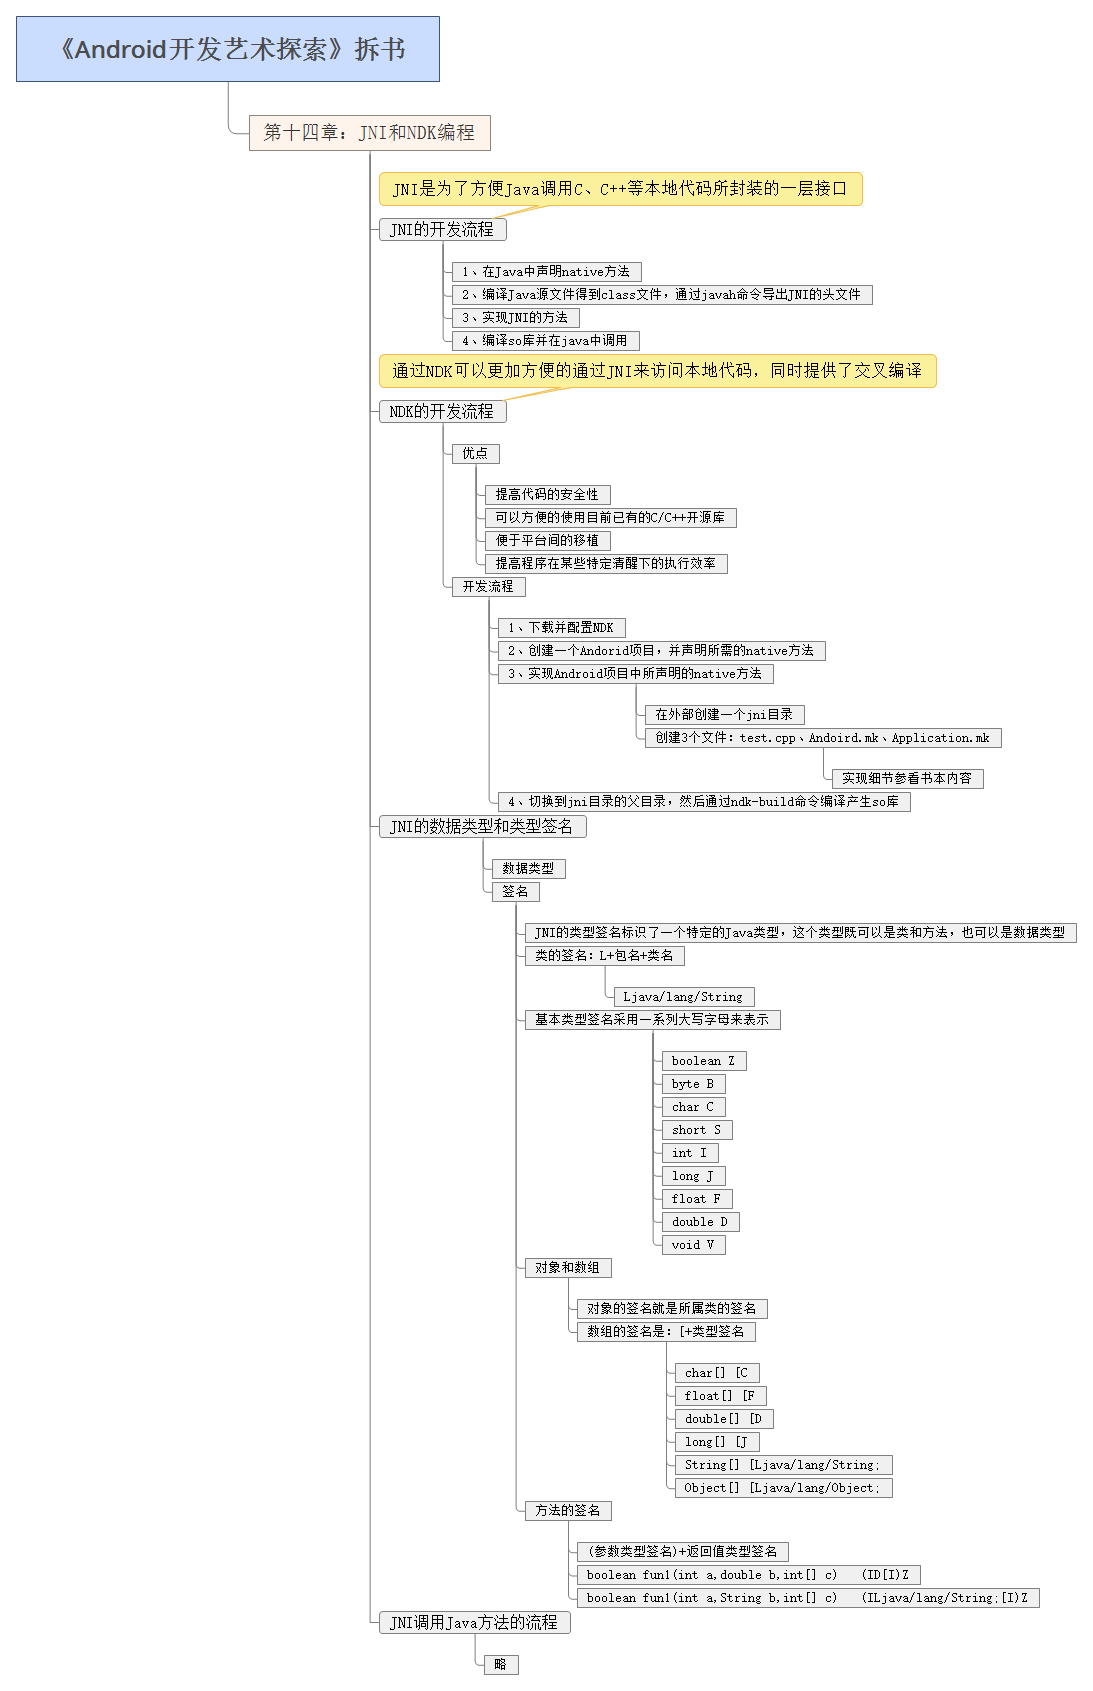 《Android开发艺术探索》拆书
第十四章：JNI和NDK编程
JNI是为了方便Java调用C、C++等本地代码所封装的一层接口
JNI的开发流程
1、在Java中声明native方法
2、编译Java源文件得到class文件，通过javah命令导出JNI的头文件
3、实现JNI的方法
4、编译so库并在java中调用
通过NDK可以更加方便的通过JNI来访问本地代码，同时提供了交叉编译
NDK的开发流程
优点
提高代码的安全性
可以方便的使用目前已有的C/C++开源库
便于平台间的移植
提高程序在某些特定清醒下的执行效率
开发流程
1、下载并配置NDK
2、创建一个Andorid项目，并声明所需的native方法
3、实现Android项目中所声明的native方法
在外部创建一个jni目录
创建3个文件：test.cpp、Andoird.mk、Application.mk
实现细节参看书本内容
4、切换到jni目录的父目录，然后通过ndk-build命令编译产生so库
JNI的数据类型和类型签名
数据类型
签名
JNI的类型签名标识了一个特定的Java类型，这个类型既可以是类和方法，也可以是数据类型
类的签名：L+包名+类名
Ljava/lang/String
基本类型签名采用一系列大写字母来表示
boolean Z
byte B
char C
short S
int I
long J
float F
double D
void V
对象和数组
对象的签名就是所属类的签名
数组的签名是：[+类型签名
char[] [C
float[] [F
double[] [D
long[] [J
String[] [Ljava/lang/String;
Object[] [Ljava/lang/Object;
方法的签名
(参数类型签名)+返回值类型签名
boolean fun1(int a,double b,int[] c)   (ID[I)Z
boolean fun1(int a,String b,int[] c)   (ILjava/lang/String;[I)Z
JNI调用Java方法的流程
略